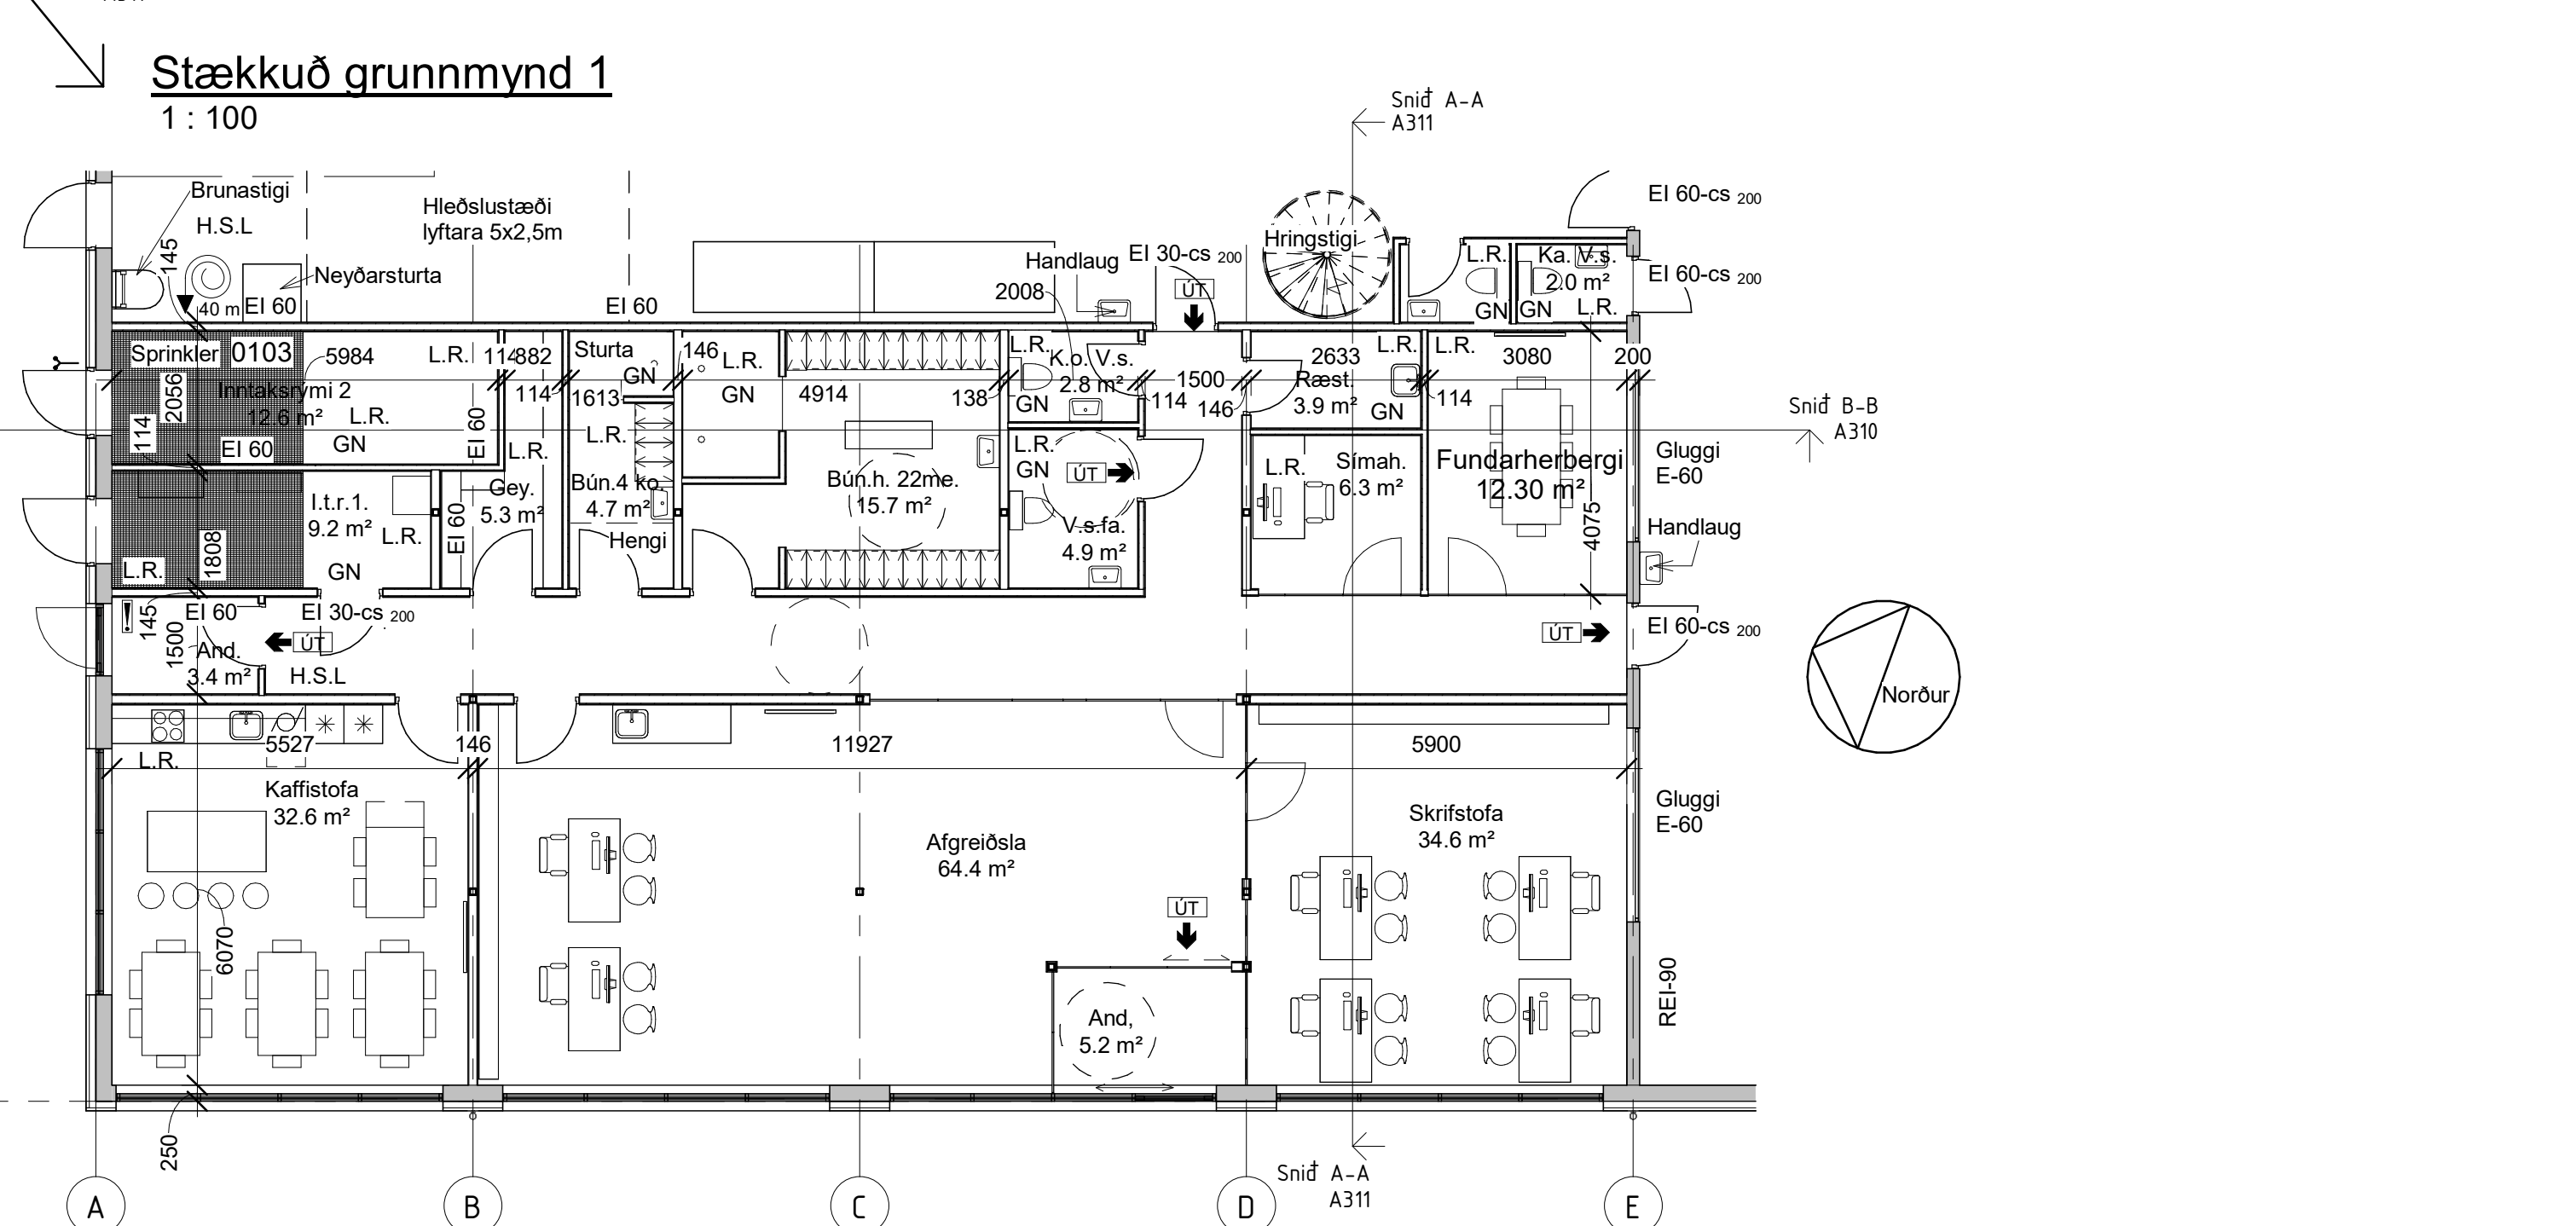 Stækkuð grunnmynd 1
1 : 100
Snið A-A
A311
Brunastigi
H.S.L
145
Hleðslustæði
lyftara 5x2,5m
Neyðarsturta
40 m
EI 60
EI 60
Handlaug
EI 30-cs 200
2008
ÚT
Hringstigi
L.R.
GN
Ka. V.s.
2.0 m²
GN
L.R.
EI 60-cs 200
EI 60-cs 200
Sprinkler
0103
5984
L.R.
114
882
Sturta
GN
146
L.R.
GN
114
1613
4914
138
L.R.
K.o. V.s.
2.8 m²
GN
1500
114
146
2633
L.R.
Ræst.
3.9 m²
GN
L.R.
3080
200
114
2056
Inntaksrými 2
12.6 m²
L.R.
GN
114
EI 60
EI 60
L.R.
L.R.
Snið B-B
A310
Gluggi
E-60
I.t.r.1.
9.2 m²
L.R.
L.R.
1808
GN
EI 60
Gey.
5.3 m²
Bún.4 ko.
4.7 m²
Hengi
Bún.h. 22me.
15.7 m²
L.R.
GN
ÚT
V.s.fa.
4.9 m²
L.R.
Símah.
6.3 m²
Fundarherbergi
12.30 m²
4075
Handlaug
145
1500
EI 60
EI 30-cs 200
ÚT
And.
3.4 m²
H.S.L
ÚT
EI 60-cs 200
Norður
5527
146
11927
5900
L.R.
Kaffistofa
32.6 m²
Afgreiðsla
64.4 m²
Skrifstofa
34.6 m²
Gluggi
E-60
6070
ÚT
REI-90
And,
5.2 m²
250
Snið A-A
A311
A
B
C
D
E